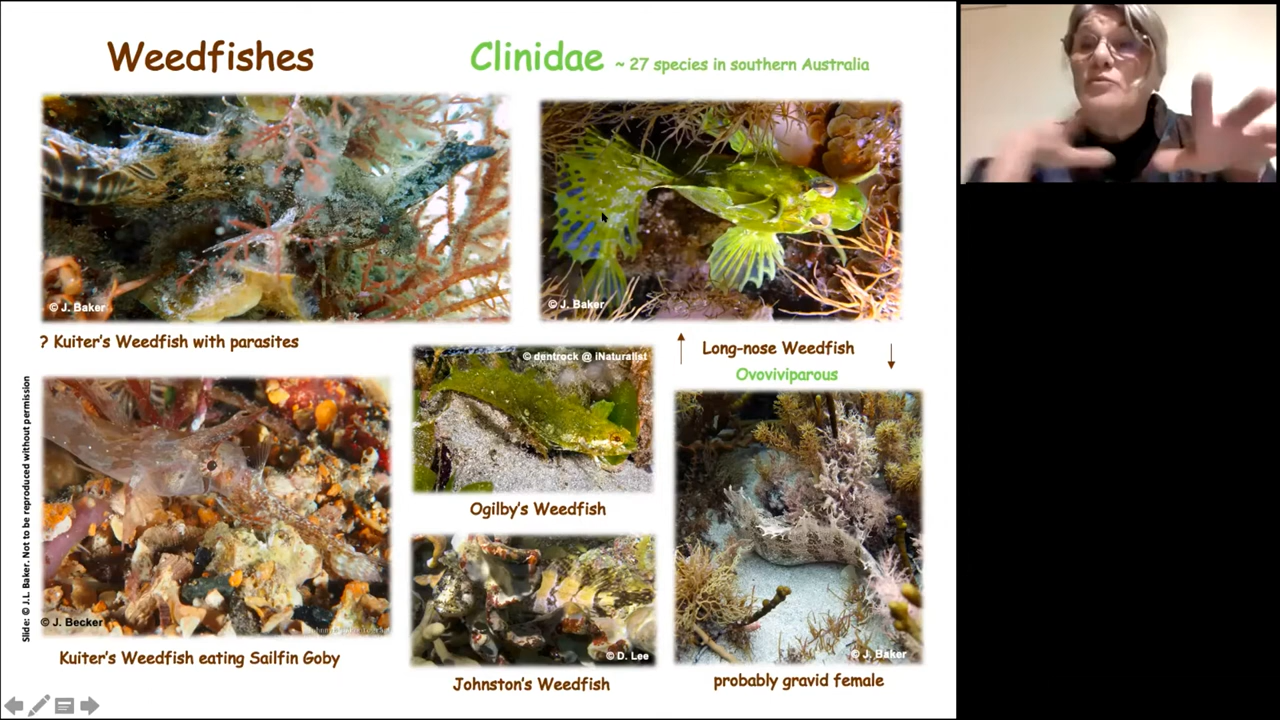 Weedfishes
Clinidae ~ 27 species in southern Australia
© J. Baker
© J. Baker
? Kuiter's Weedfish with parasites
© dentrock @ iNaturalist
Long-nose Weedfish
Ovoviviparous
Slide: © J.L. Baker. Not to be reproduced without permission
Ogilby's Weedfish
© J. Becker
Kuiter's Weedfish eating Sailfin Goby
© D. Lee
Johnston's Weedfish
© J. Baker
probably gravid female